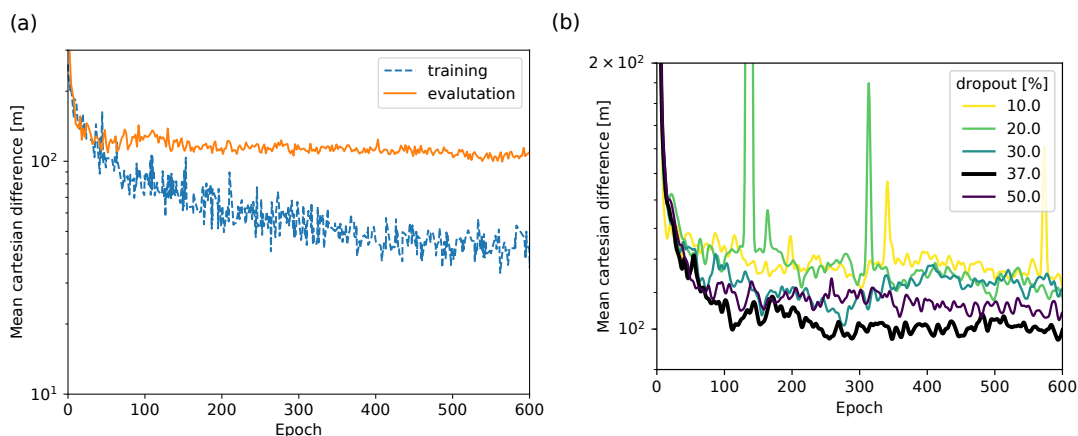 (a)
Mean cartesian difference [m]
10²
10¹
training
evalutation
0 100 200 300 400 500 600
Epoch
(b)
Mean cartesian difference [m]
2 × 10²
10²
dropout [%]
10.0
20.0
30.0
37.0
50.0
0 100 200 300 400 500 600
Epoch